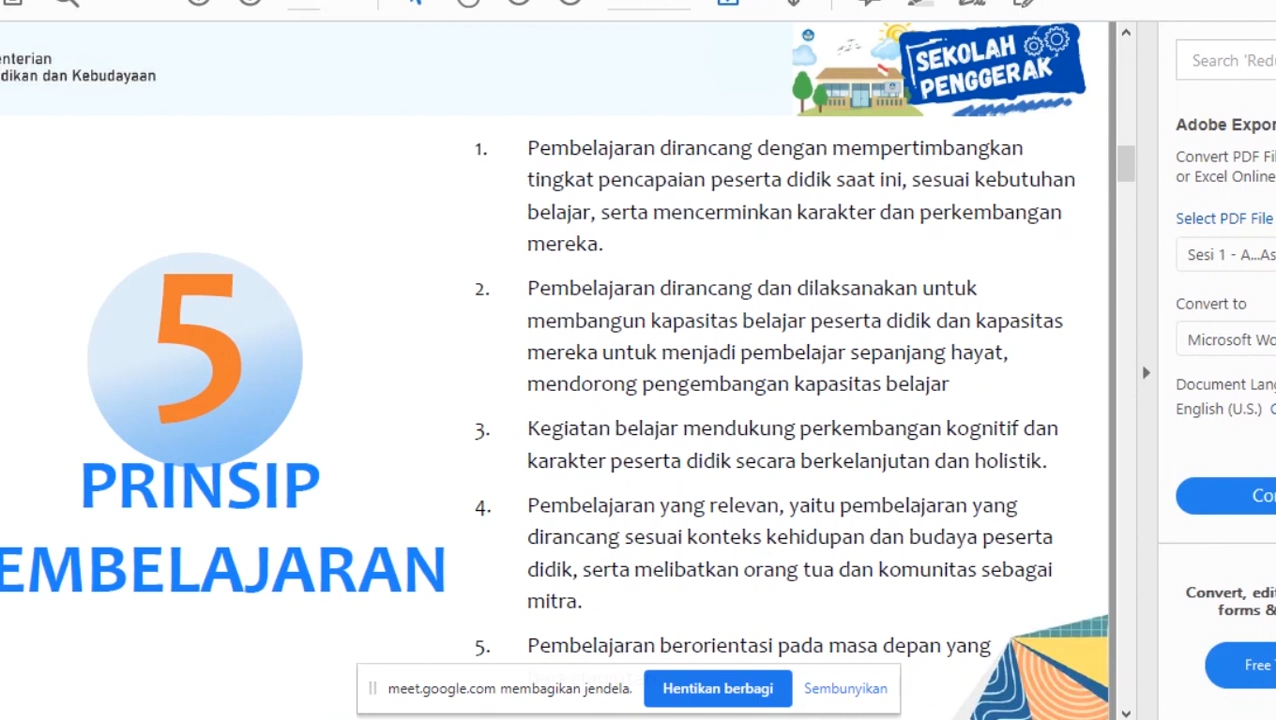 enterian
dikan dan Kebudayaan
SEKOLAH
PENGGERAK
5
PRINSIP
EMBELAJARAN
1. Pembelajaran dirancang dengan mempertimbangkan
tingkat pencapaian peserta didik saat ini, sesuai kebutuhan
belajar, serta mencerminkan karakter dan perkembangan
mereka.
2. Pembelajaran dirancang dan dilaksanakan untuk
membangun kapasitas belajar peserta didik dan kapasitas
mereka untuk menjadi pembelajar sepanjang hayat,
mendorong pengembangan kapasitas belajar
3. Kegiatan belajar mendukung perkembangan kognitif dan
karakter peserta didik secara berkelanjutan dan holistik.
4. Pembelajaran yang relevan, yaitu pembelajaran yang
dirancang sesuai konteks kehidupan dan budaya peserta
didik, serta melibatkan orang tua dan komunitas sebagai
mitra.
5. Pembelajaran berorientasi pada masa depan yang
meet.google.com membagikan jendela. Hentikan berbagi Sembunyikan
Search 'Redu
Adobe Expor
Convert PDF Fil
or Excel Online
Select PDF File
Sesi 1 - A...As
Convert to
Microsoft Wo
Document Lang
English (U.S.) C
Co
Convert, edi
forms &
Free